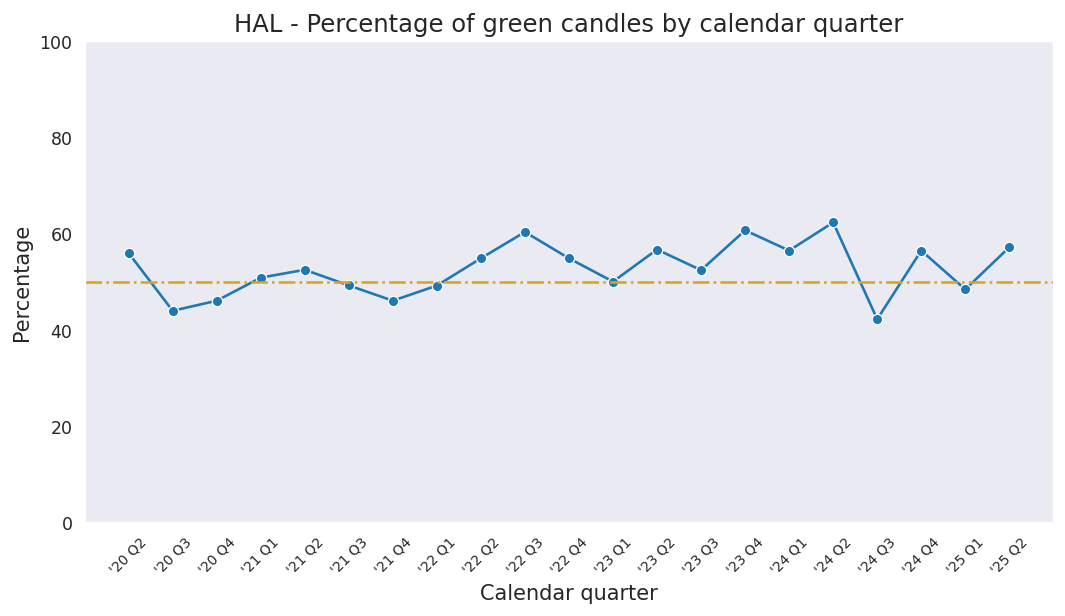 HAL - Percentage of green candles by calendar quarter
100
80
60
40
20
0
Percentage
'20 Q2
'20 Q3
'20 Q4
'21 Q1
'21 Q2
'21 Q3
'21 Q4
'22 Q1
'22 Q2
'22 Q3
'22 Q4
'23 Q1
'23 Q2
'23 Q3
'23 Q4
'24 Q1
'24 Q2
'24 Q3
'24 Q4
'25 Q1
'25 Q2
Calendar quarter